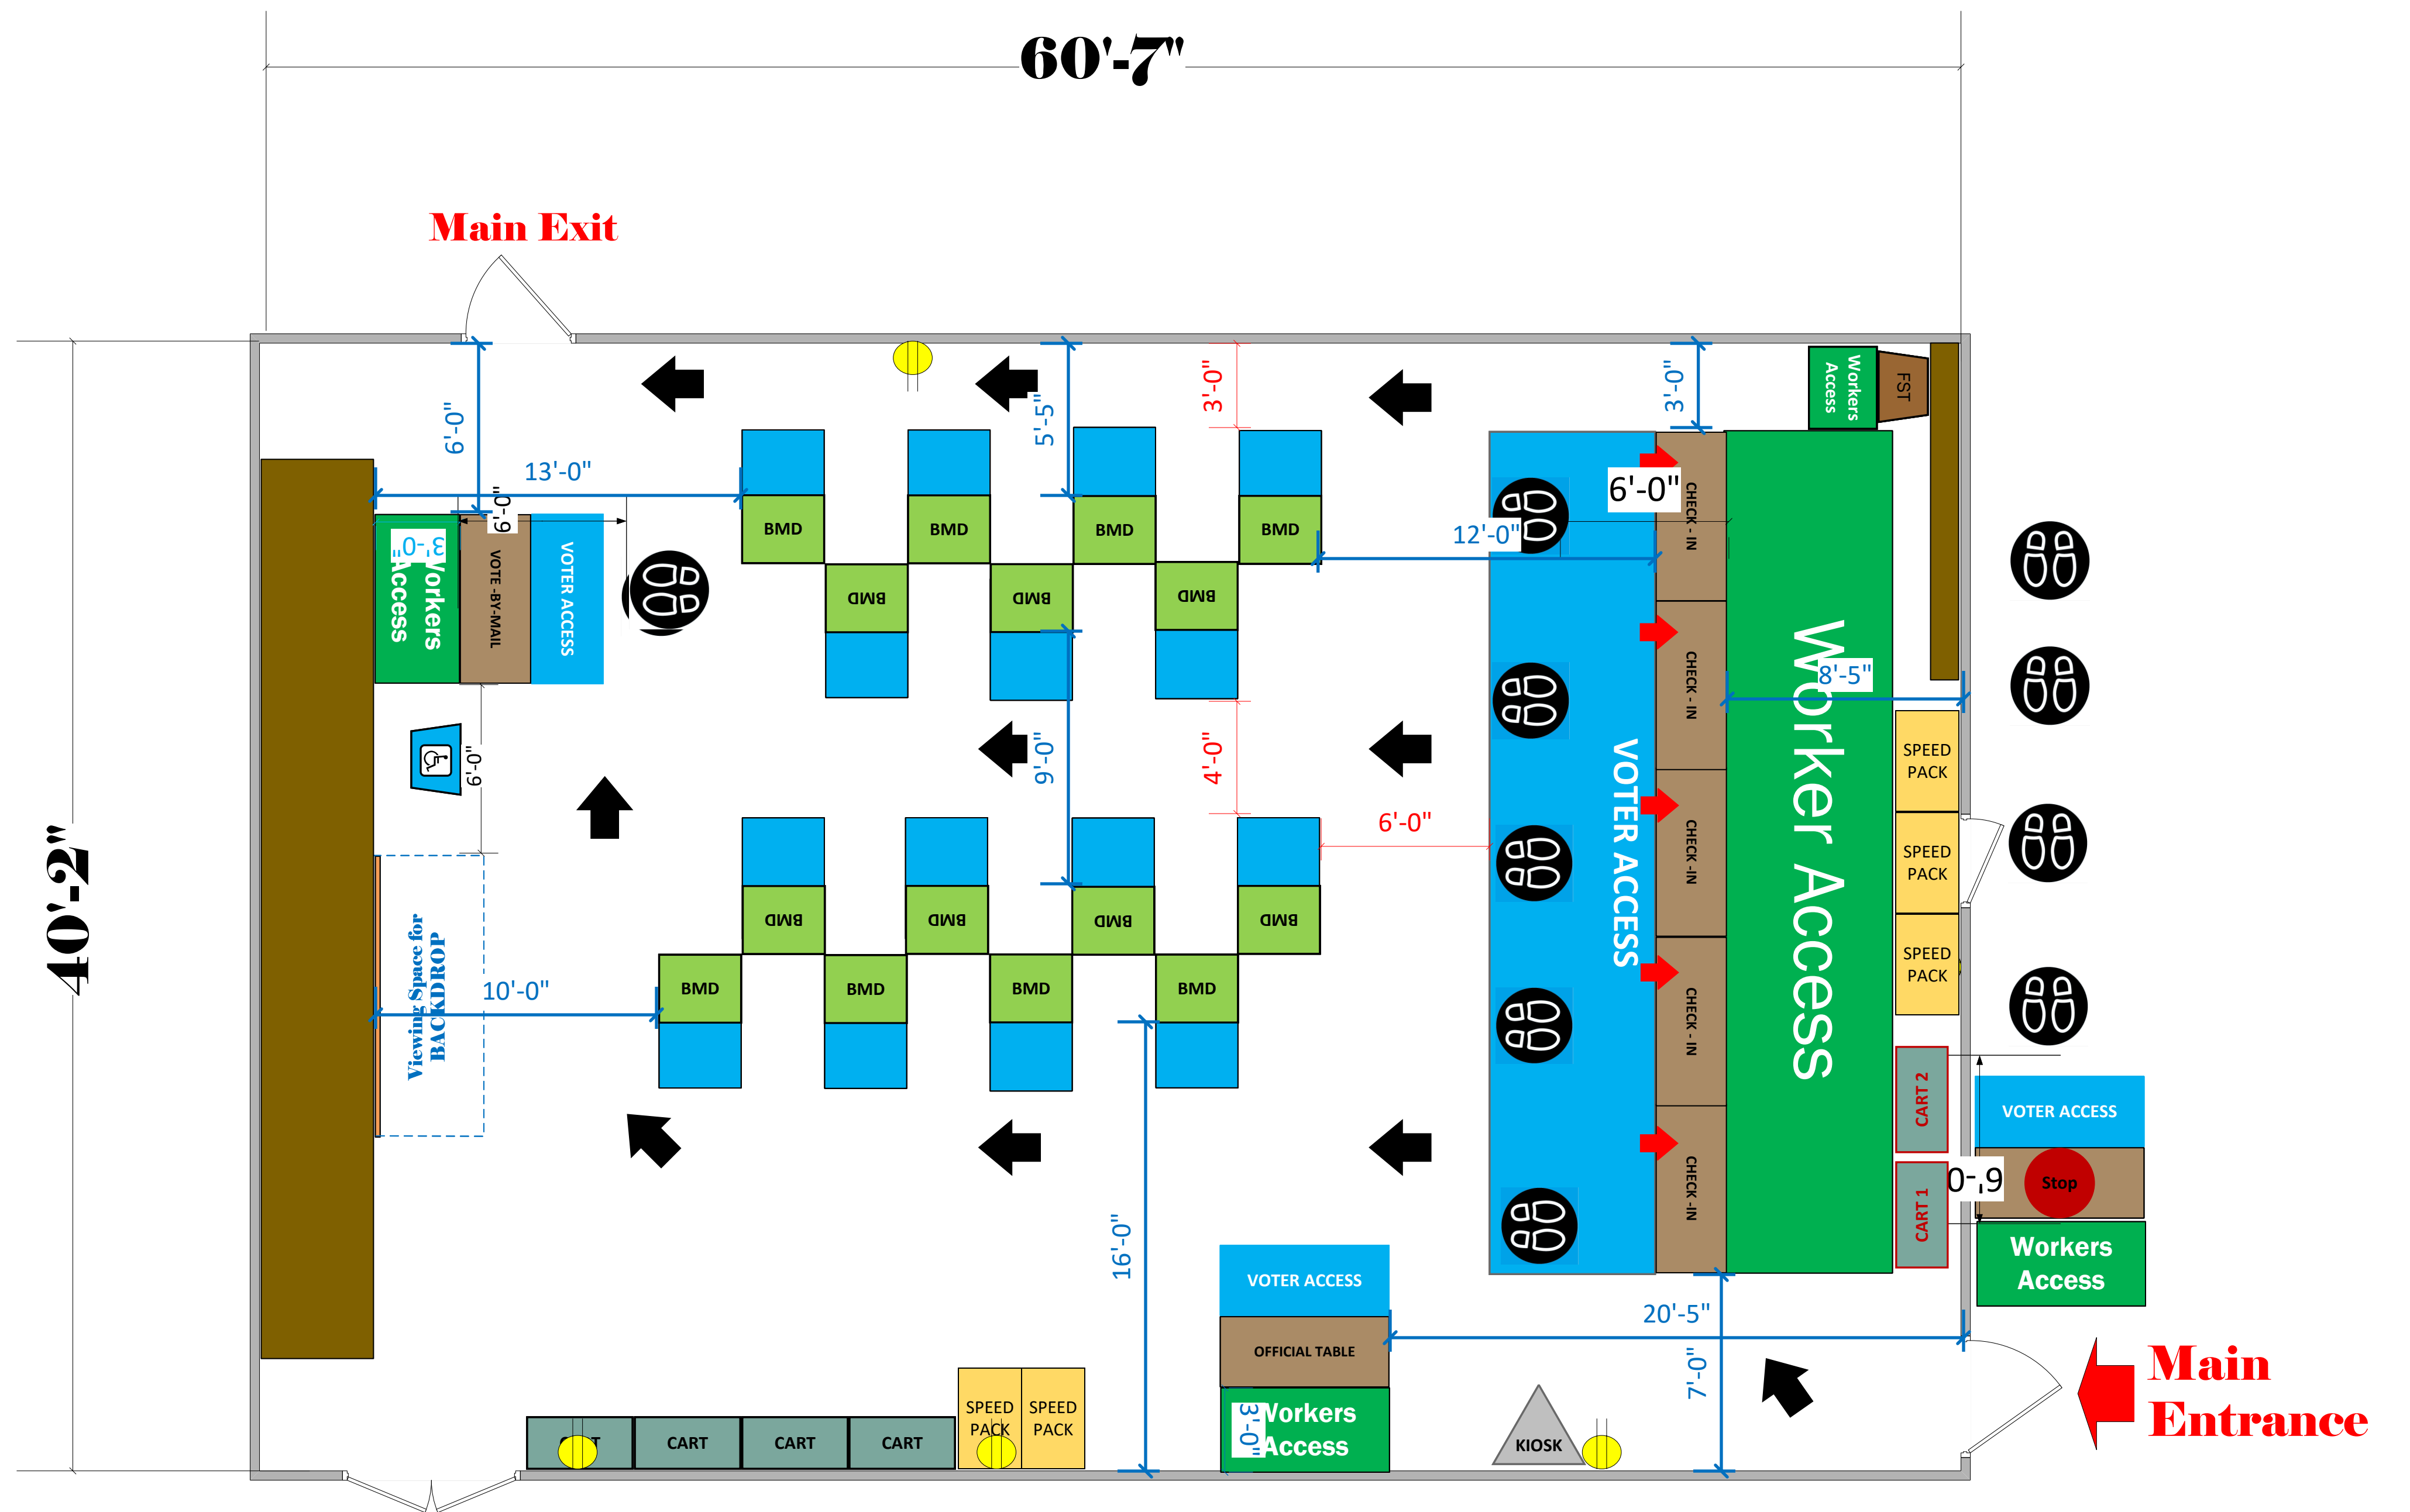 60'-7"
Main Exit
40'-2"
3'-0"
3'-0"
5'-5"
6'-0"
Workers
Access
FST
13'-0"
6'-0"
6'-0"
12'-0"
BMD
BMD
BMD
BMD
BMD
BMD
BMD
3'-0"
Workers
Access
VOTE -BY-MAIL
VOTER ACCESS
CHECK - IN
CHECK - IN
CHECK -IN
CHECK - IN
CHECK -IN
VOTER ACCESS
Worker Access
8'-5"
6'-0"
9'-0"
4'-0"
6'-0"
SPEED
PACK
SPEED
PACK
SPEED
PACK
BMD
BMD
BMD
BMD
BMD
BMD
BMD
BMD
Viewing Space for
BACKDROP
10'-0"
16'-0"
CART 2
CART 1
VOTER ACCESS
6'-0
Stop
Workers
Access
VOTER ACCESS
OFFICIAL TABLE
3'-0"
Workers
Access
20'-5"
7'-0"
KIOSK
Main
Entrance
CART
CART
CART
CART
SPEED
PACK
SPEED
PACK